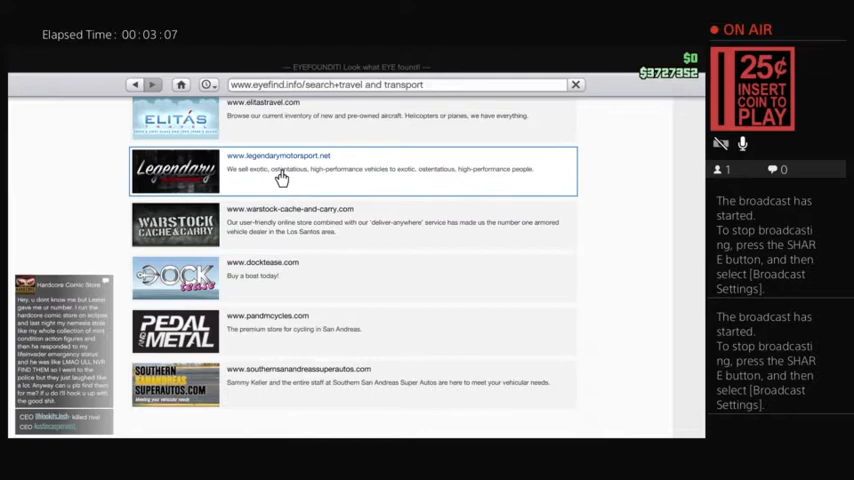 Elapsed Time : 00:03:07
ON AIR
— EYEFOUNDIT! Look what EYE found! —
$0
$3727352
www.eyefind.info/search+travel and transport
25¢
INSERT
COIN TO
PLAY
1
0
ELITÁS
TRAVEL
www.elitastravel.com
Browse our current inventory of new and pre-owned aircraft. Helicopters or planes, we have everything.
Legendary
www.legendarymotorsport.net
We sell exotic, ostentatious, high-performance vehicles to exotic, ostentatious, high-performance people.
WARSTOCK
CACHE & CARRY
www.warstock-cache-and-carry.com
Our user-friendly online store combined with our 'deliver-anywhere' service has made us the number one armored
vehicle dealer in the Los Santos area.
DOCK
tease
www.docktease.com
Buy a boat today!
PEDAL
AND
METAL
www.pandmcycles.com
The premium store for cycling in San Andreas.
SOUTHERN
SANANDREAS
SUPERAUTOS.COM
Meeting your vehicular needs
www.southernsanandreassuperautos.com
Sammy Keller and the entire staff at Southern San Andreas Super Autos are here to meet your vehicular needs.
Hardcore Comic Store
Hey, u dont know me but Lester
gave me ur number. I run the
hardcore comic store on eclipse
and last night my nemesis stole
like my whole collection of mint
condition action figures and
then he responded to my
lifeinvader emergency status
and he was like LMAO ULL NVR
FIND THEM so I went to the
police but they just laughed like
a lot. Anyway can u plz find them
for me? if u do I'll hook u up with
the good shit.
CEO
killed rival
CEO
The broadcast has
started.
To stop broadcasti
ng, press the SHAR
E button, and then
select [Broadcast
Settings].
The broadcast has
started.
To stop broadcasti
ng, press the SHAR
E button, and then
select [Broadcast
Settings].